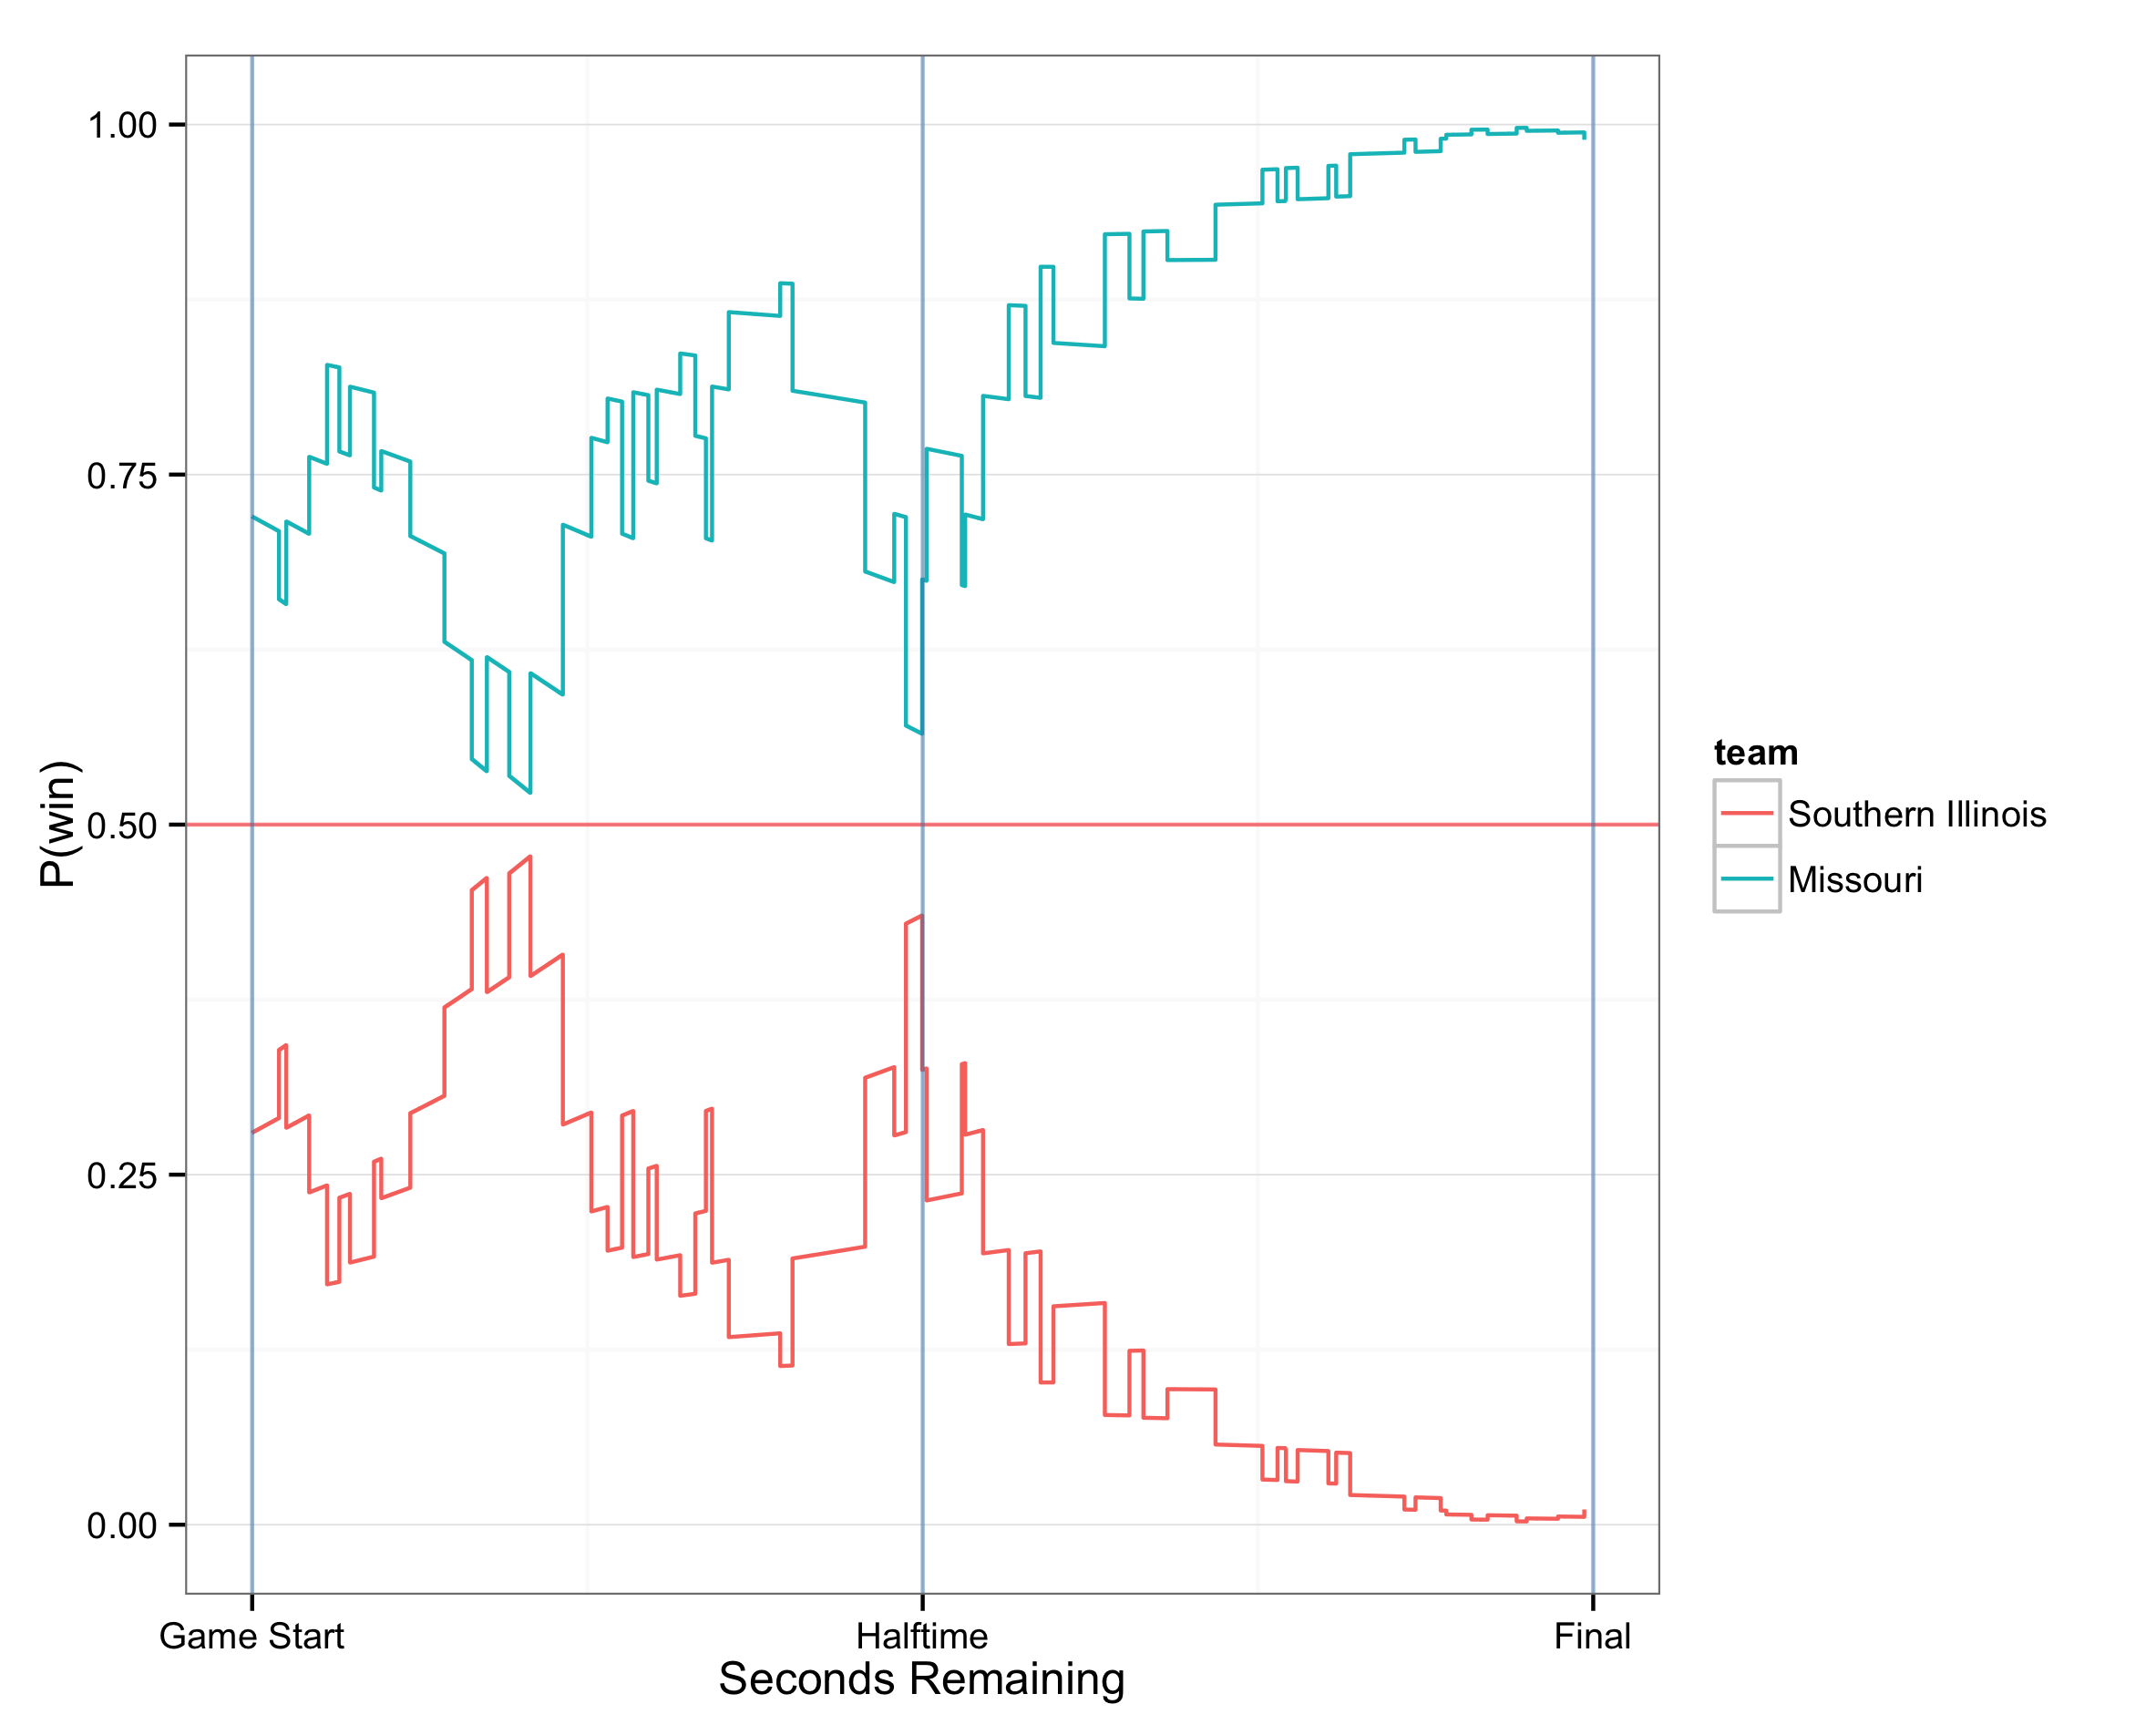 1.00
0.75
0.50
0.25
0.00
P(win)
Game Start
Halftime
Final
Seconds Remaining
team
Southern Illinois
Missouri